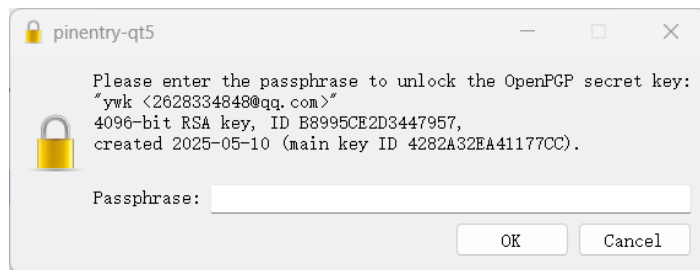 pinentry-qt5
Please enter the passphrase to unlock the OpenPGP secret key:
"ywk <2628334848@qq.com>"
4096-bit RSA key, ID B8995CE2D3447957,
created 2025-05-10 (main key ID 4282A32EA41177CC).
Passphrase:
OK Cancel